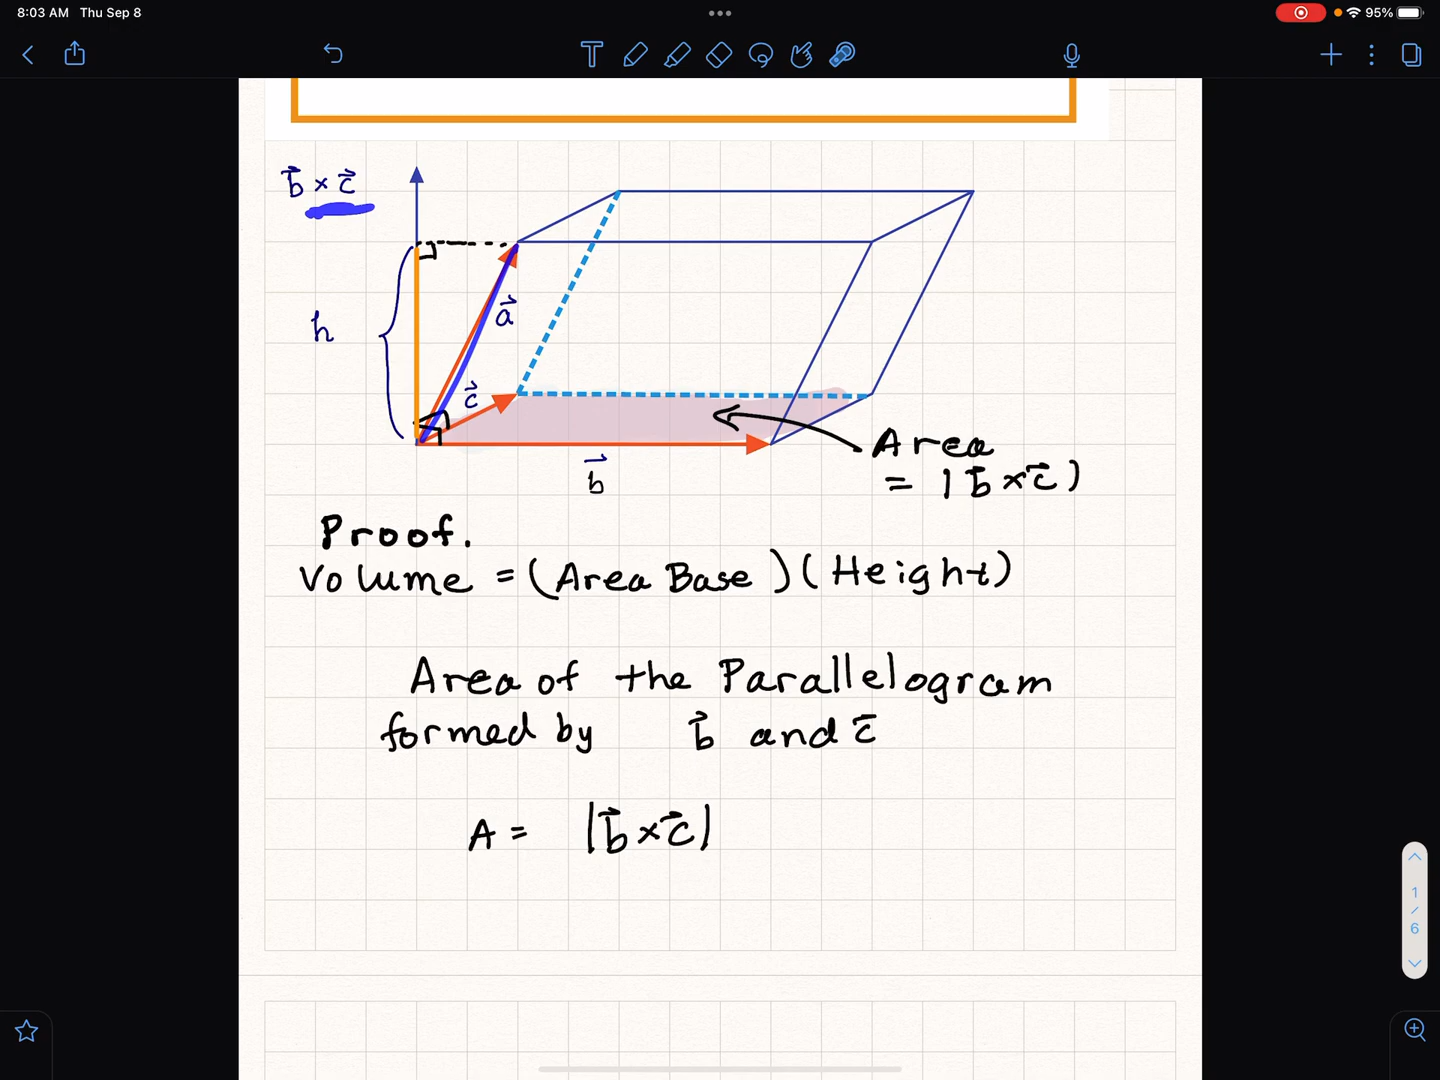 8:03 AM Thu Sep 8
95%
b⃗ × c⃗
h
a⃗
c⃗
b⃗
Area
= |b⃗ × c⃗|
Proof.
Volume = (Area Base)(Height)
Area of the Parallelogram
formed by b⃗ and c⃗
A = |b⃗ × c⃗|
1
/
6